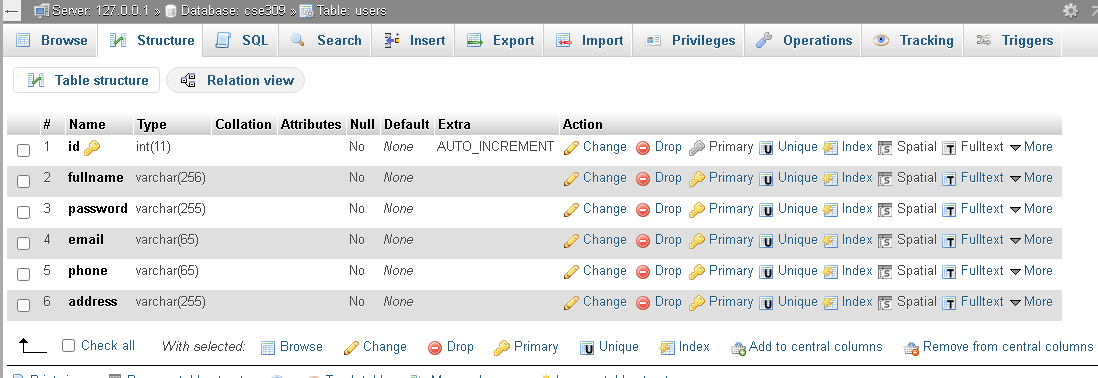 Server: 127.0.0.1 » Database: cse309 » Table: users
Browse Structure SQL Search Insert Export Import Privileges Operations Tracking Triggers
Table structure Relation view
# Name Type Collation Attributes Null Default Extra Action
1 id int(11) No None AUTO_INCREMENT Change Drop Primary Unique Index Spatial Fulltext More
2 fullname varchar(256) No None Change Drop Primary Unique Index Spatial Fulltext More
3 password varchar(255) No None Change Drop Primary Unique Index Spatial Fulltext More
4 email varchar(65) No None Change Drop Primary Unique Index Spatial Fulltext More
5 phone varchar(65) No None Change Drop Primary Unique Index Spatial Fulltext More
6 address varchar(255) No None Change Drop Primary Unique Index Spatial Fulltext More
Check all With selected: Browse Change Drop Primary Unique Index Add to central columns Remove from central columns